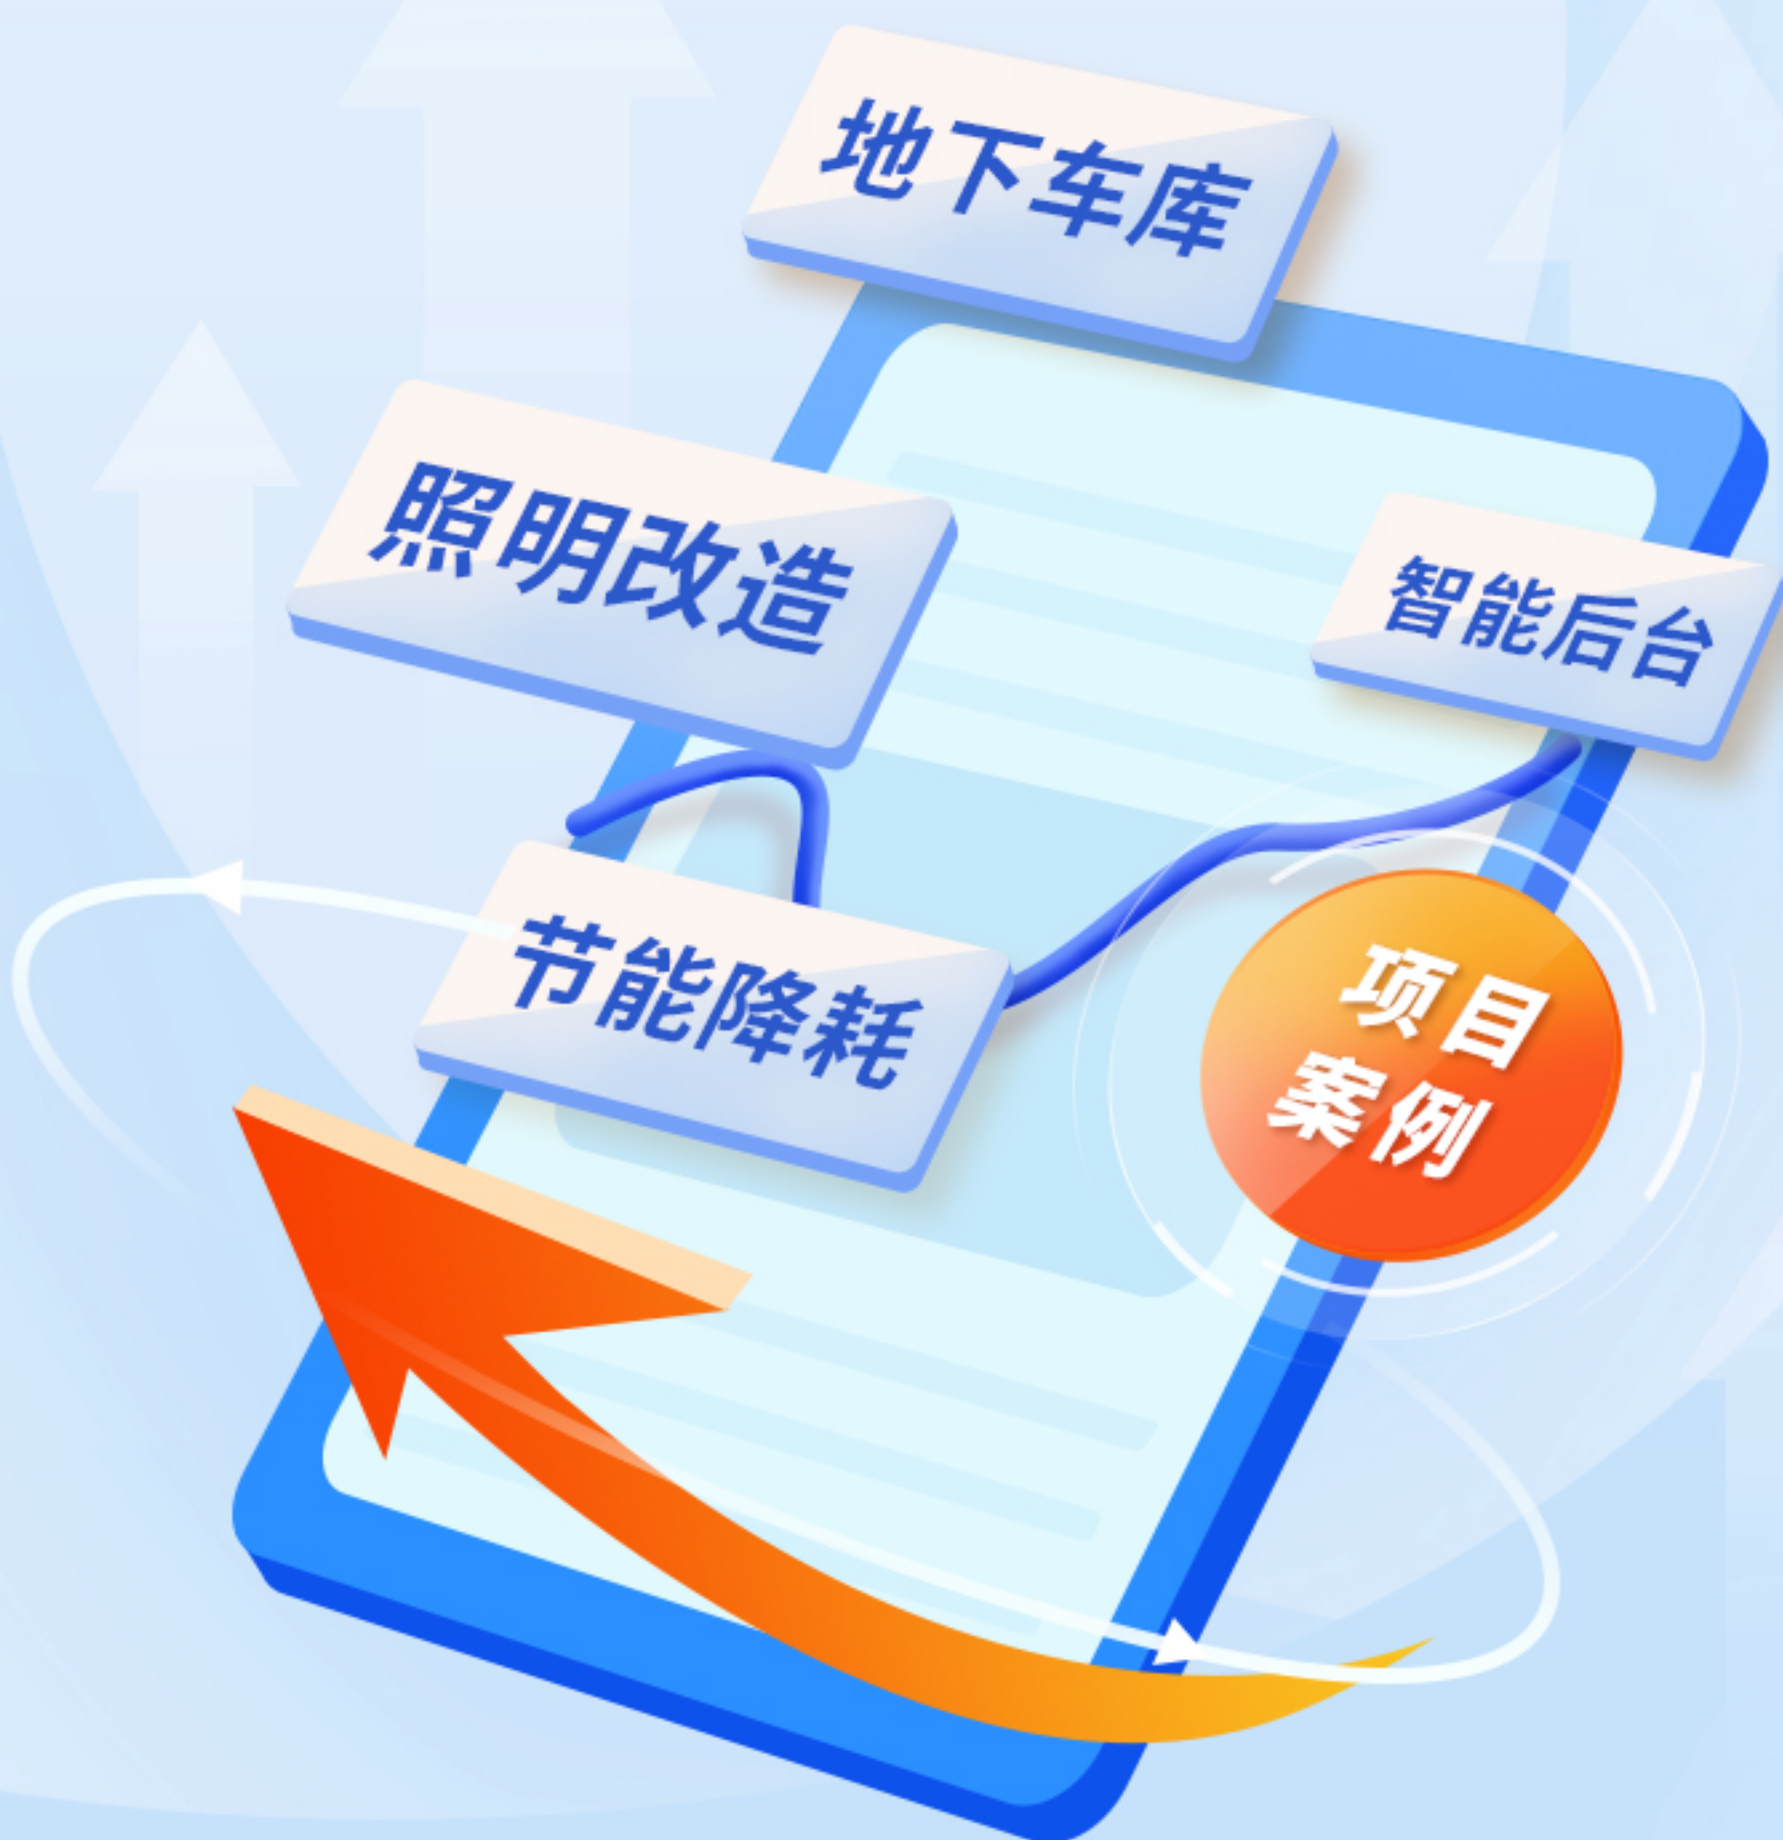 地下车库
照明改造
智能后台
节能降耗
项目
案例